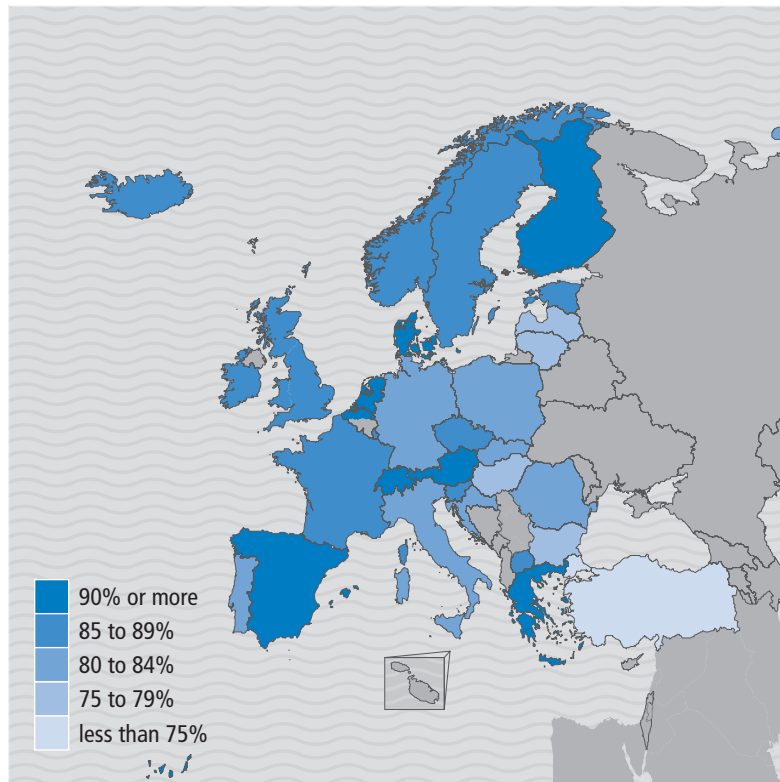 90% or more
85 to 89%
80 to 84%
75 to 79%
less than 75%